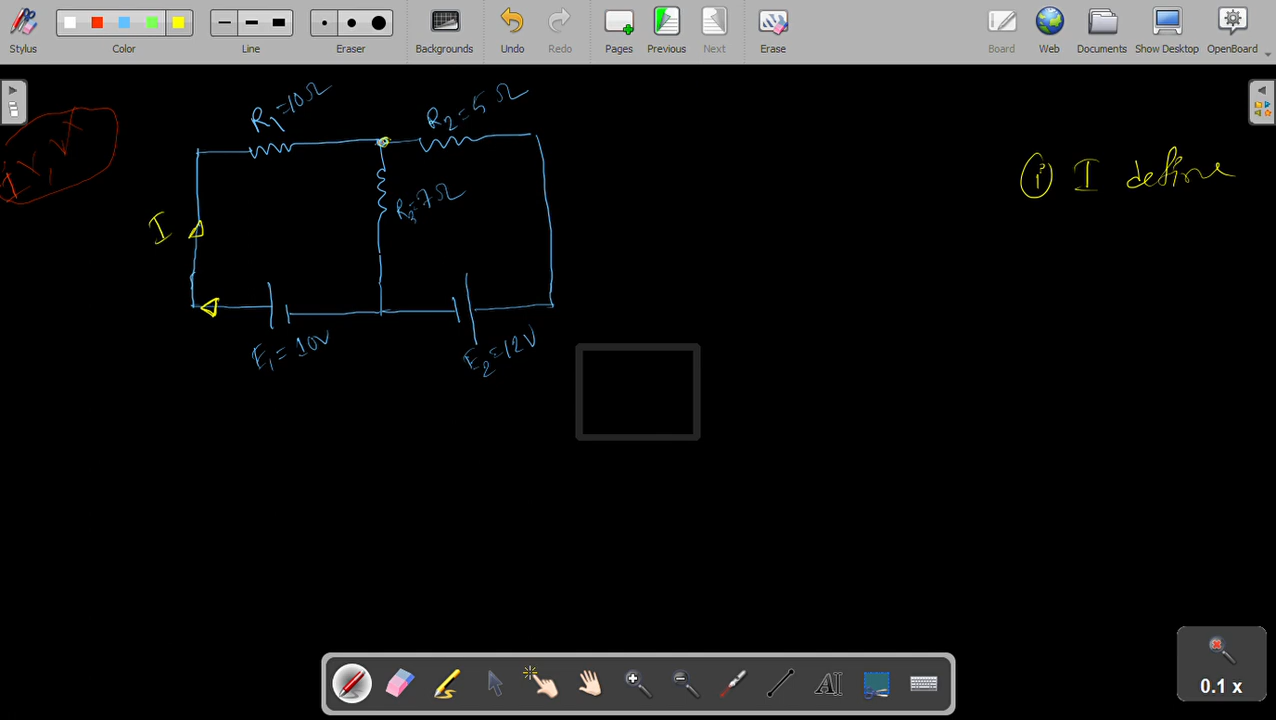 Stylus
Color
Line
Eraser
Backgrounds
Undo
Redo
Pages
Previous
Next
Erase
Board
Web
Documents
Show Desktop
OpenBoard
R1=10Ω
R2=5Ω
R3=7Ω
I
E1=10V
E2=12V
① I define
0.1 x